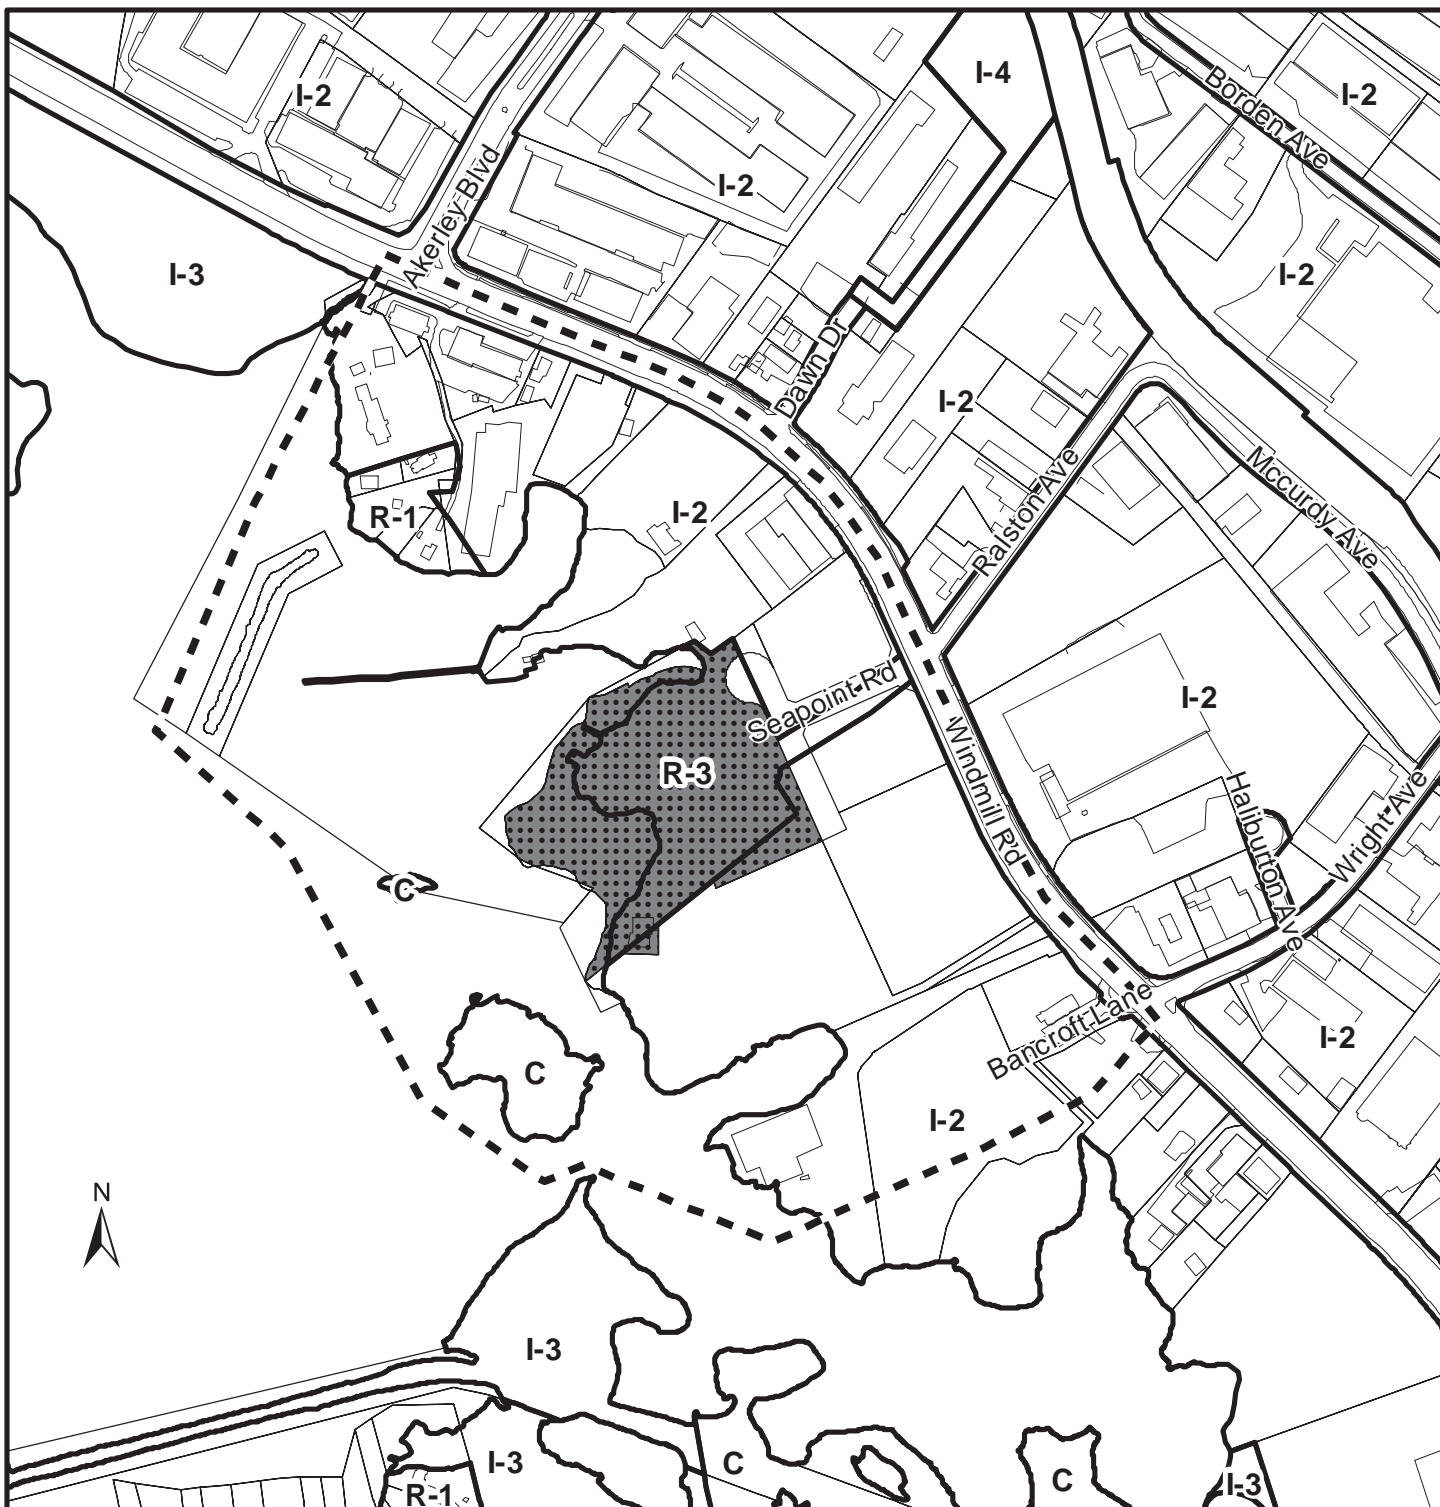 I-4
I-2
I-2
Borden Ave
I-2
Akerley Blvd
I-3
I-2
Dawn Dr
I-2
Mccurdy Ave
Ralston Ave
R-1
I-2
Seapoint Rd
I-2
R-3
Windmill Rd
Haliburton Ave
Wright Ave
C
Bancroft Lane
I-2
C
I-2
N
I-3
I-3
C
C
I-3
R-1